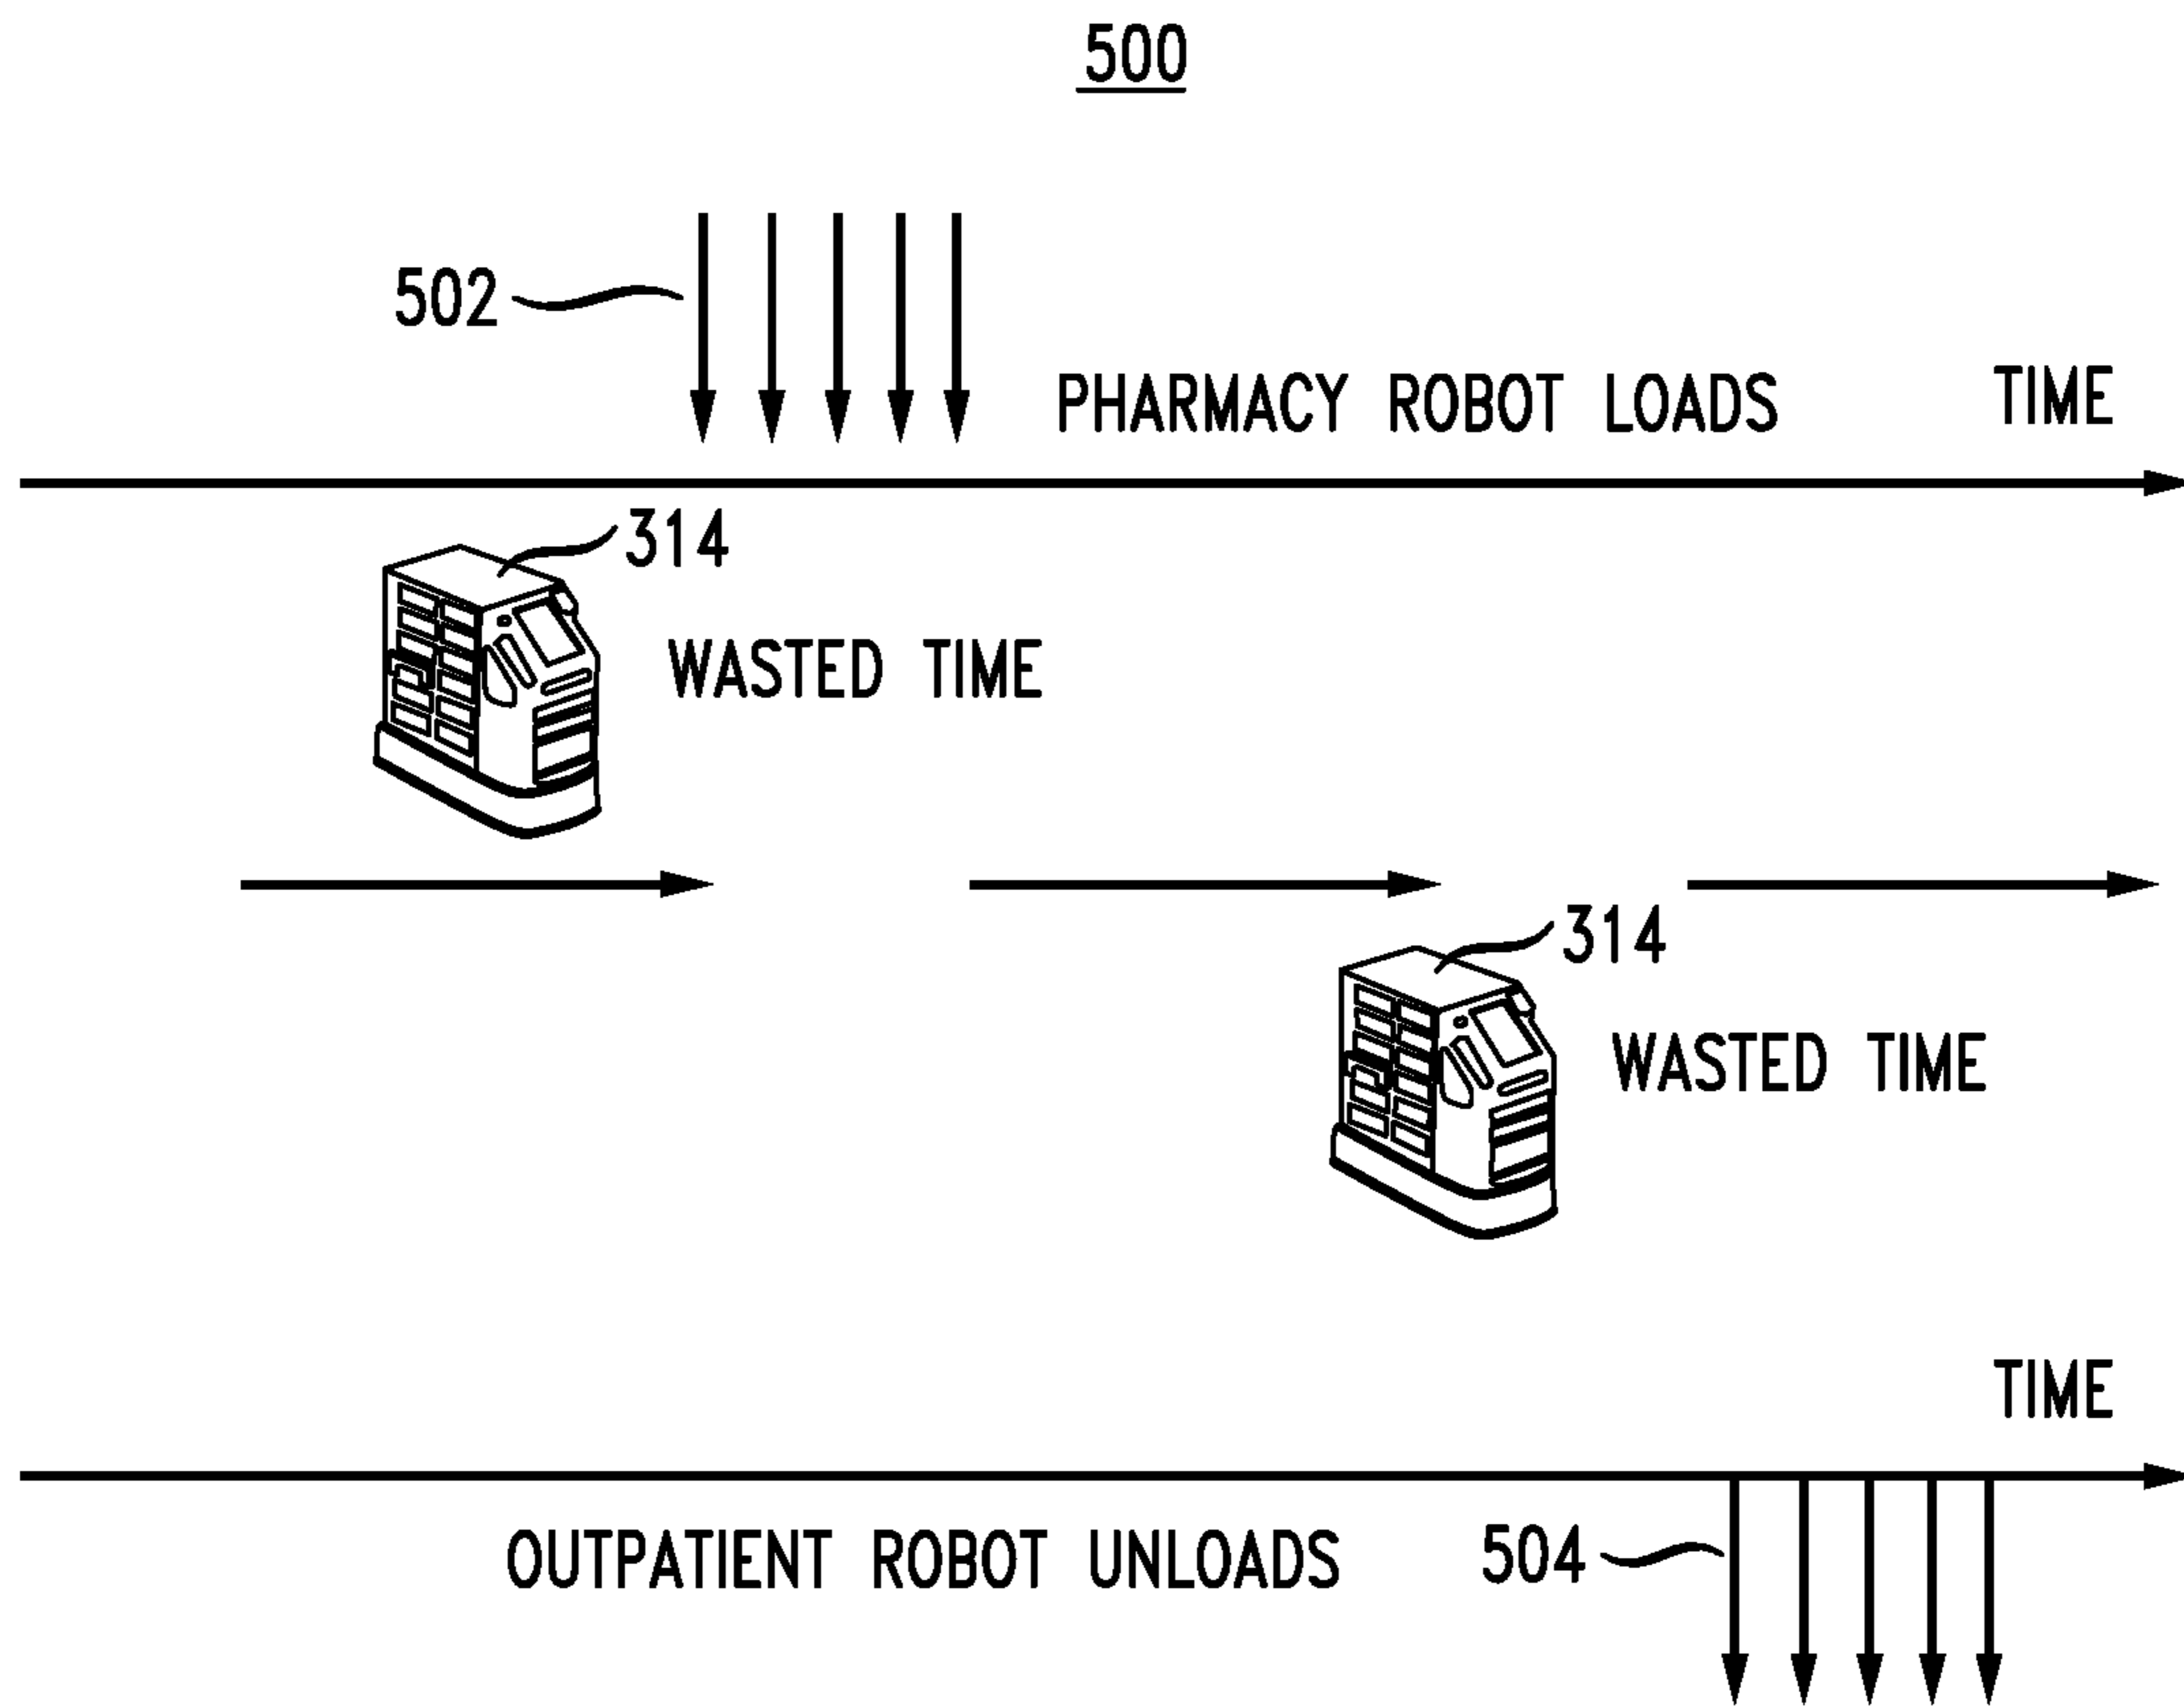 500
502
PHARMACY ROBOT LOADS
TIME
314
WASTED TIME
314
WASTED TIME
TIME
OUTPATIENT ROBOT UNLOADS
504